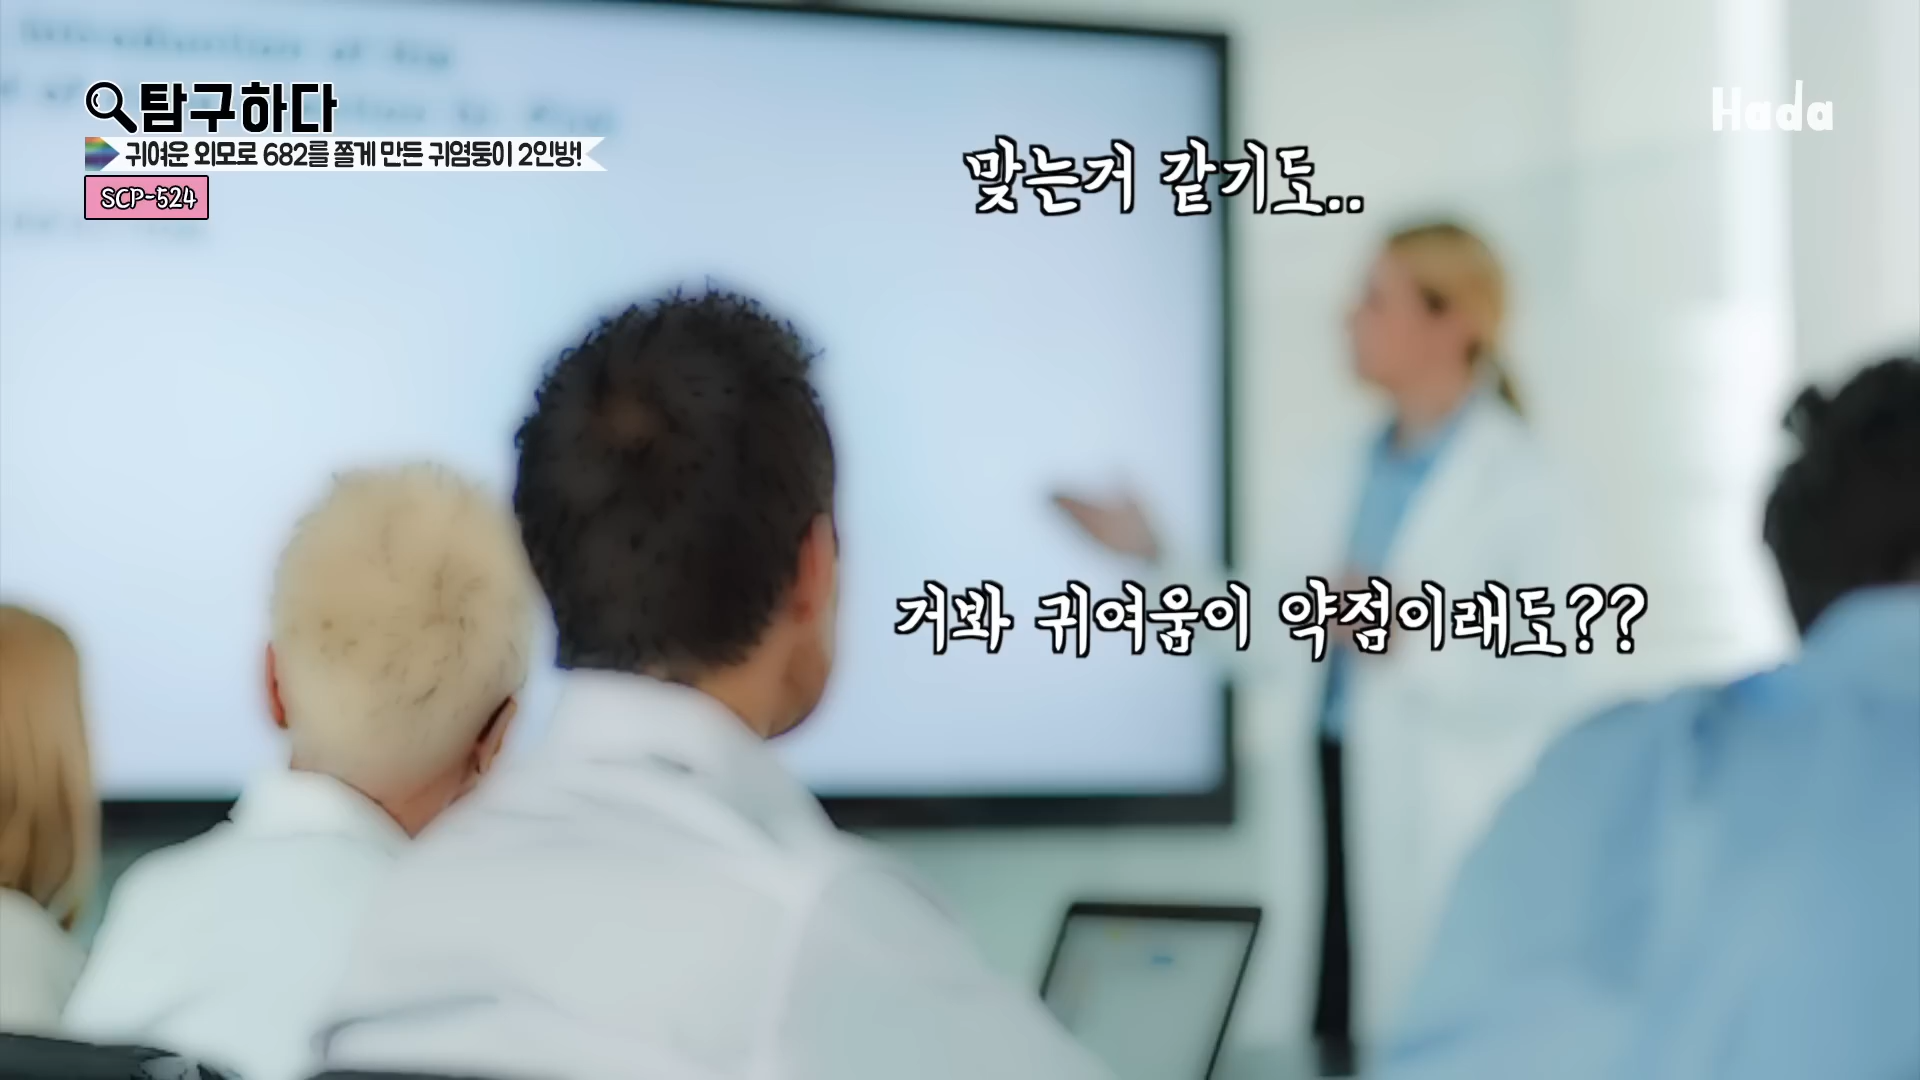 탐구하다
귀여운 외모로 682를 쫄게 만든 귀염둥이 2인방!
SCP-524
Hada
맞는거 같기도..
거봐 귀여움이 약점이래도??